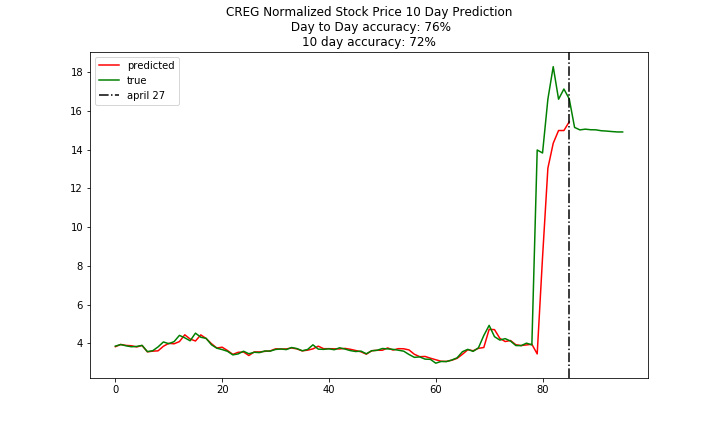 CREG Normalized Stock Price 10 Day Prediction
Day to Day accuracy: 76%
10 day accuracy: 72%
predicted
true
april 27
18
16
14
12
10
8
6
4
0
20
40
60
80